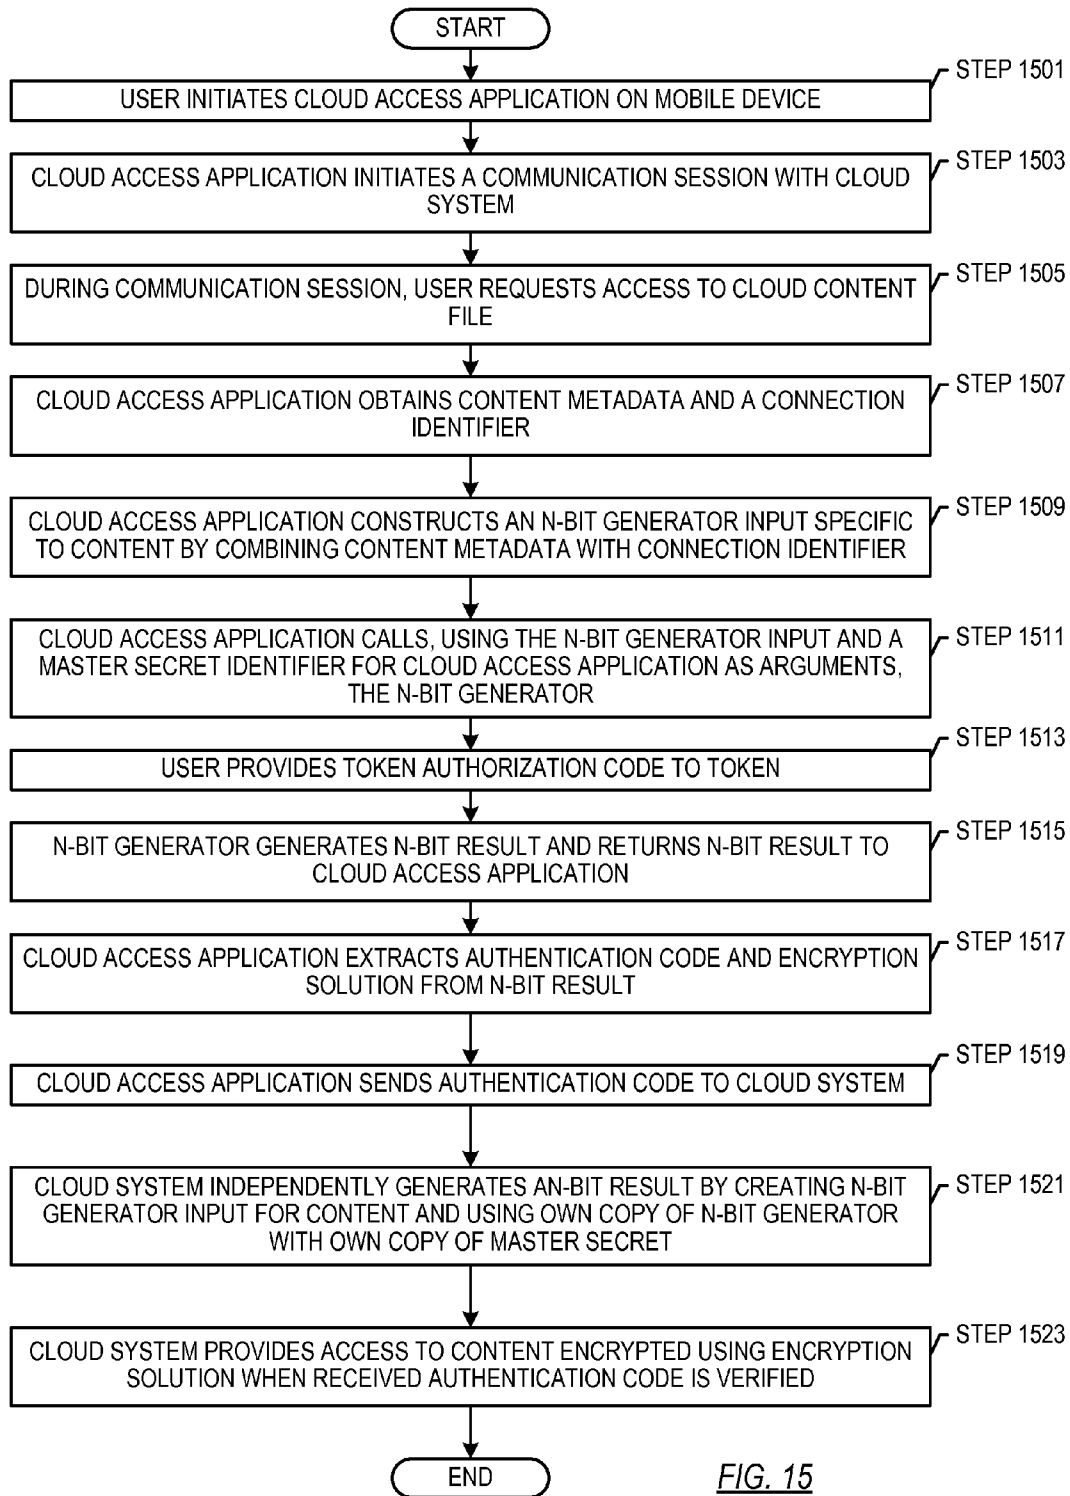 START
STEP 1501
USER INITIATES CLOUD ACCESS APPLICATION ON MOBILE DEVICE
STEP 1503
CLOUD ACCESS APPLICATION INITIATES A COMMUNICATION SESSION WITH CLOUD
SYSTEM
STEP 1505
DURING COMMUNICATION SESSION, USER REQUESTS ACCESS TO CLOUD CONTENT
FILE
STEP 1507
CLOUD ACCESS APPLICATION OBTAINS CONTENT METADATA AND A CONNECTION
IDENTIFIER
STEP 1509
CLOUD ACCESS APPLICATION CONSTRUCTS AN N-BIT GENERATOR INPUT SPECIFIC
TO CONTENT BY COMBINING CONTENT METADATA WITH CONNECTION IDENTIFIER
STEP 1511
CLOUD ACCESS APPLICATION CALLS, USING THE N-BIT GENERATOR INPUT AND A
MASTER SECRET IDENTIFIER FOR CLOUD ACCESS APPLICATION AS ARGUMENTS,
THE N-BIT GENERATOR
STEP 1513
USER PROVIDES TOKEN AUTHORIZATION CODE TO TOKEN
STEP 1515
N-BIT GENERATOR GENERATES N-BIT RESULT AND RETURNS N-BIT RESULT TO
CLOUD ACCESS APPLICATION
STEP 1517
CLOUD ACCESS APPLICATION EXTRACTS AUTHENTICATION CODE AND ENCRYPTION
SOLUTION FROM N-BIT RESULT
STEP 1519
CLOUD ACCESS APPLICATION SENDS AUTHENTICATION CODE TO CLOUD SYSTEM
STEP 1521
CLOUD SYSTEM INDEPENDENTLY GENERATES AN-BIT RESULT BY CREATING N-BIT
GENERATOR INPUT FOR CONTENT AND USING OWN COPY OF N-BIT GENERATOR
WITH OWN COPY OF MASTER SECRET
STEP 1523
CLOUD SYSTEM PROVIDES ACCESS TO CONTENT ENCRYPTED USING ENCRYPTION
SOLUTION WHEN RECEIVED AUTHENTICATION CODE IS VERIFIED
END
FIG. 15